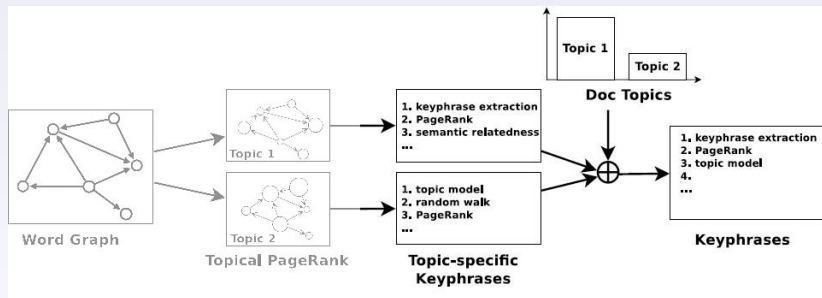 Word Graph
Topic 1
Topic 2
Topical PageRank
1. keyphrase extraction
2. PageRank
3. semantic relatedness
...
1. topic model
2. random walk
3. PageRank
...
Topic-specific
Keyphrases
Topic 1
Topic 2
Doc Topics
1. keyphrase extraction
2. PageRank
3. topic model
4.
...
Keyphrases